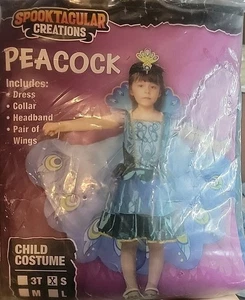 SPOOKTACULAR
CREATIONS
PEACOCK
Includes:
• Dress
• Collar
• Headband
• Pair of
Wings
CHILD
COSTUME
3T S
M L